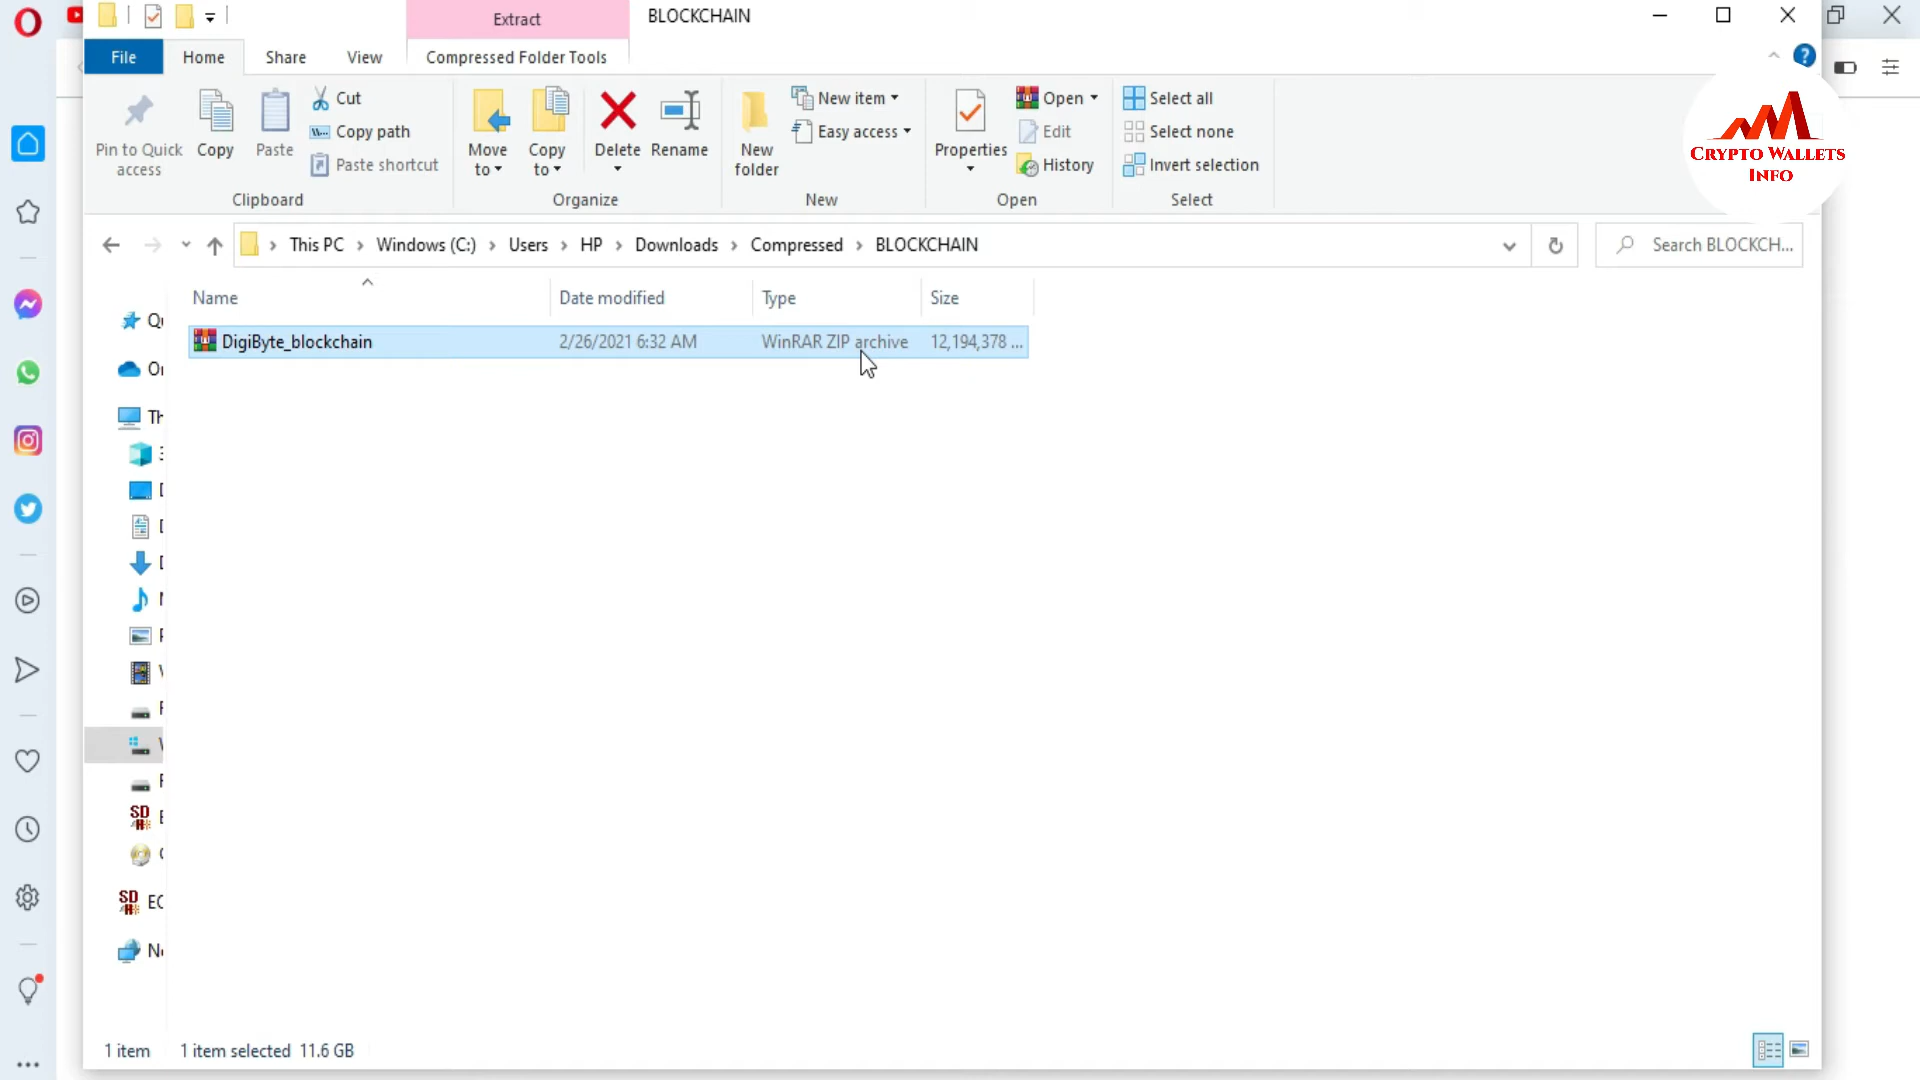 Extract
BLOCKCHAIN
File
Home
Share
View
Compressed Folder Tools
Pin to Quick
access
Copy
Paste
Cut
Copy path
Paste shortcut
Clipboard
Move
to
Copy
to
Delete
Rename
Organize
New
folder
New item
Easy access
New
Properties
Open
Edit
History
Open
Select all
Select none
Invert selection
Select
CRYPTO WALLETS
INFO
This PC > Windows (C:) > Users > HP > Downloads > Compressed > BLOCKCHAIN
Search BLOCKCH...
Name
Date modified
Type
Size
DigiByte_blockchain
2/26/2021 6:32 AM
WinRAR ZIP archive
12,194,378 ...
SD
SD
1 item
1 item selected 11.6 GB